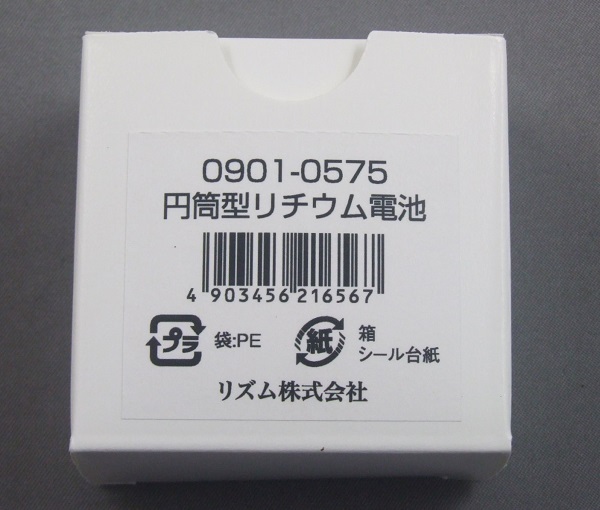 0901-0575
円筒型リチウム電池
4 903456 216567
プラ 袋:PE
紙 箱
シール台紙
リズム株式会社